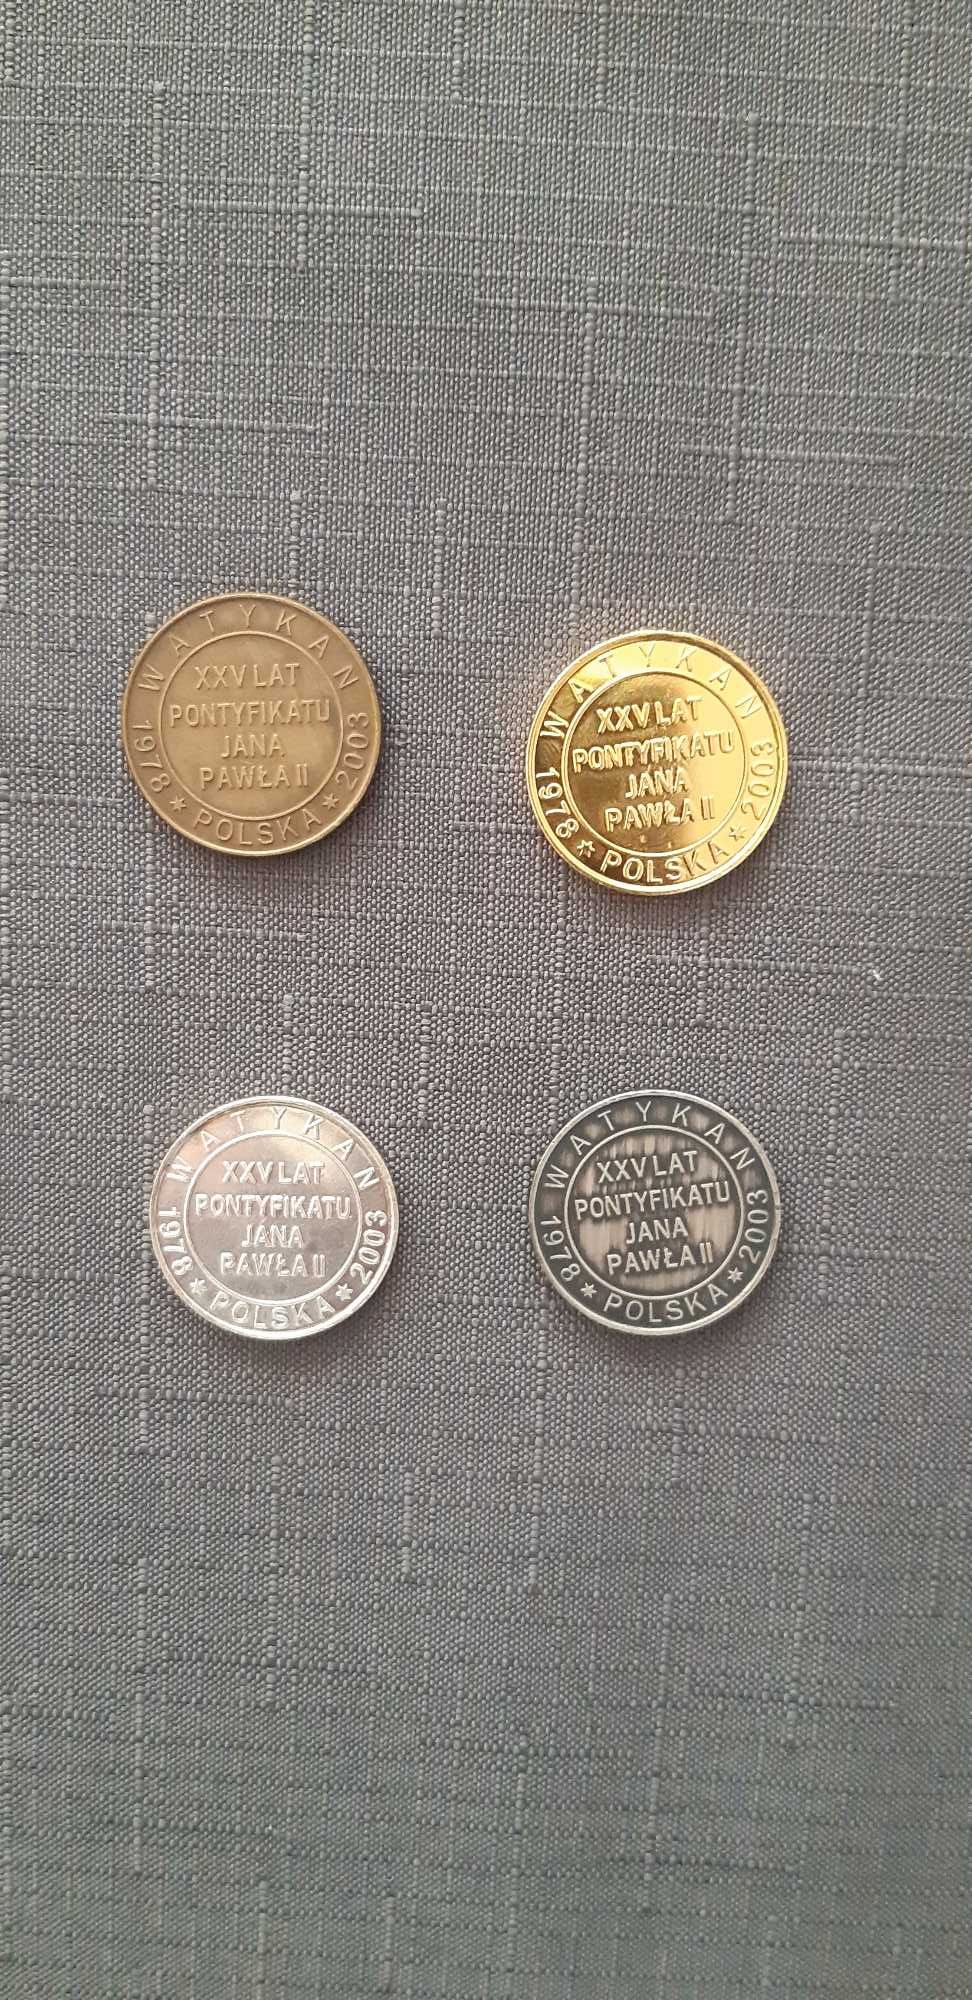 WATYKAN
XXV LAT
PONTYFIKATU
JANA
PAWŁA II
1978 * POLSKA * 2003
WATYKAN
XXV LAT
PONTYFIKATU
JANA
PAWŁA II
1978 * POLSKA * 2003
WATYKAN
XXV LAT
PONTYFIKATU
JANA
PAWŁA II
1978 * POLSKA * 2003
WATYKAN
XXV LAT
PONTYFIKATU
JANA
PAWŁA II
1978 * POLSKA * 2003